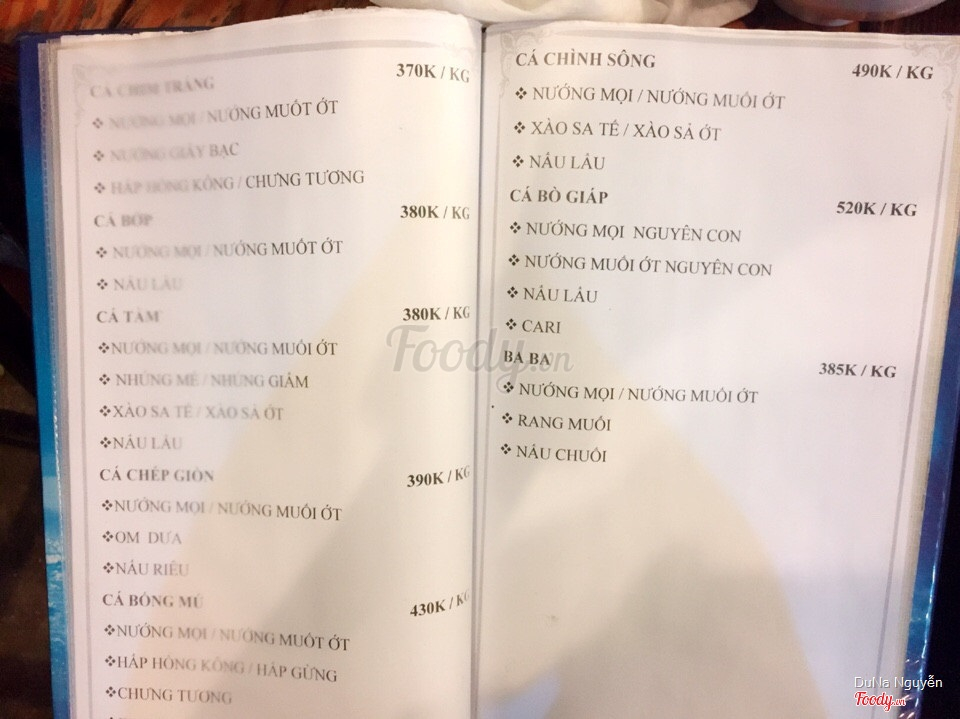 CÁ CHIM TRẮNG 370K / KG
❖ NƯỚNG MỌI / NƯỚNG MUỐT ỚT
❖ NƯỚNG GIẤY BẠC
❖ HẤP HỒNG KÔNG / CHƯNG TƯƠNG
CÁ BỚP 380K / KG
❖ NƯỚNG MỌI / NƯỚNG MUỐT ỚT
❖ NẤU LẨU
CÁ TẦM 380K / KG
❖NƯỚNG MỌI / NƯỚNG MUỐI ỚT
❖ NHÚNG MẺ / NHÚNG GIẤM
❖XÀO SA TẾ / XÀO SẢ ỚT
❖NẤU LẨU
CÁ CHÉP GIÒN 390K / KG
❖NƯỚNG MỌI / NƯỚNG MUỐI ỚT
❖OM DƯA
❖NẤU RIÊU
CÁ BÓNG MÚ 430K / KG
❖NƯỚNG MỌI / NƯỚNG MUỐT ỚT
❖HẤP HỒNG KÔNG / HẤP GỪNG
❖CHƯNG TƯƠNG
CÁ CHÌNH SÔNG 490K / KG
❖ NƯỚNG MỌI / NƯỚNG MUỐI ỚT
❖ XÀO SA TẾ / XÀO SẢ ỚT
❖ NẤU LẨU
CÁ BÒ GIÁP 520K / KG
❖ NƯỚNG MỌI NGUYÊN CON
❖ NƯỚNG MUỐI ỚT NGUYÊN CON
❖ NẤU LẨU
❖ CARI
BA BA 385K / KG
❖ NƯỚNG MỌI / NƯỚNG MUỐI ỚT
❖ RANG MUỐI
❖ NẤU CHUỐI
Foody.vn
DuNa Nguyễn
Foody.vn